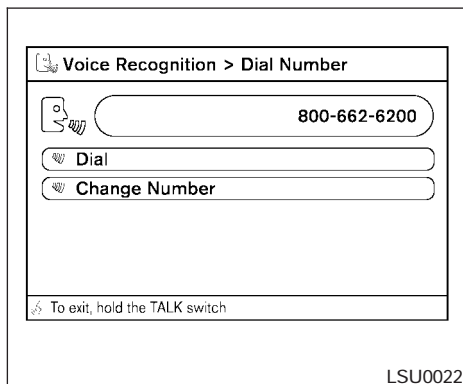 Voice Recognition > Dial Number
800-662-6200
Dial
Change Number
To exit, hold the TALK switch
LSU0022